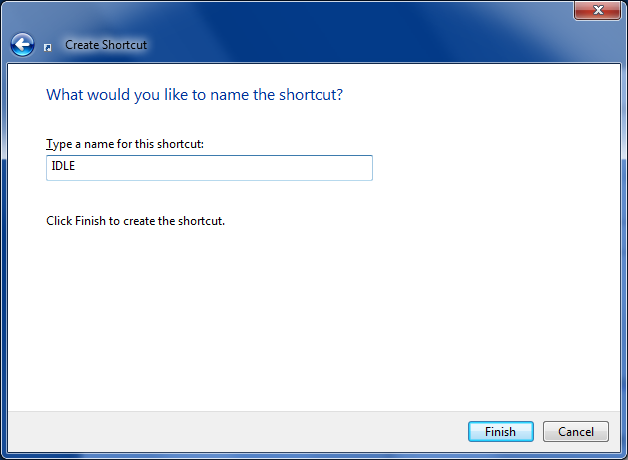 Create Shortcut
What would you like to name the shortcut?
Type a name for this shortcut:
IDLE
Click Finish to create the shortcut.
Finish
Cancel